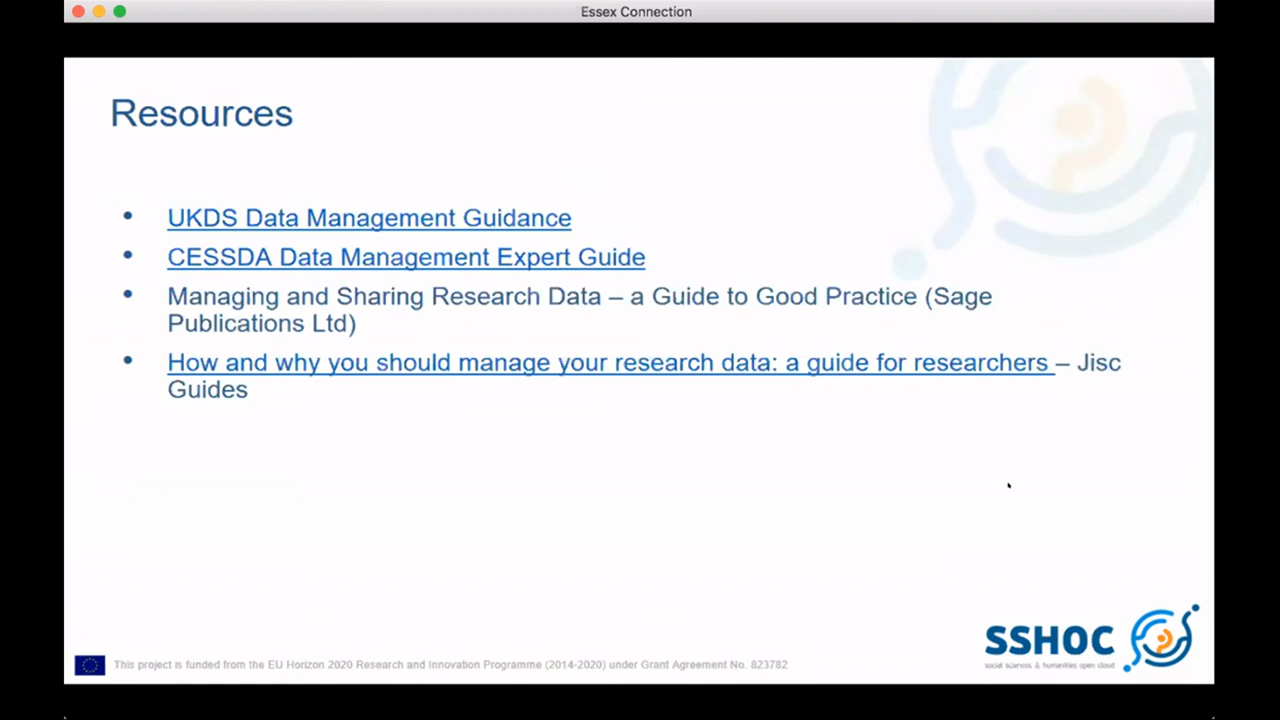 Essex Connection
Resources
• UKDS Data Management Guidance
• CESSDA Data Management Expert Guide
• Managing and Sharing Research Data – a Guide to Good Practice (Sage
Publications Ltd)
• How and why you should manage your research data: a guide for researchers – Jisc
Guides
SSHOC
social sciences & humanities open cloud
This project is funded from the EU Horizon 2020 Research and Innovation Programme (2014-2020) under Grant Agreement No. 823782